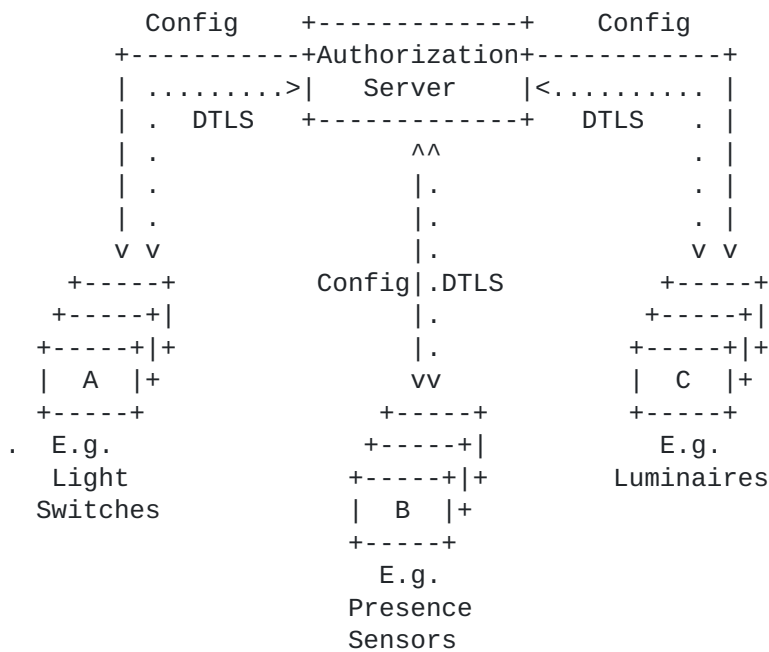 Config Config
Authorization
Server
DTLS DTLS
Config DTLS
A C
. E.g. E.g.
Light Luminaires
Switches B
E.g.
Presence
Sensors